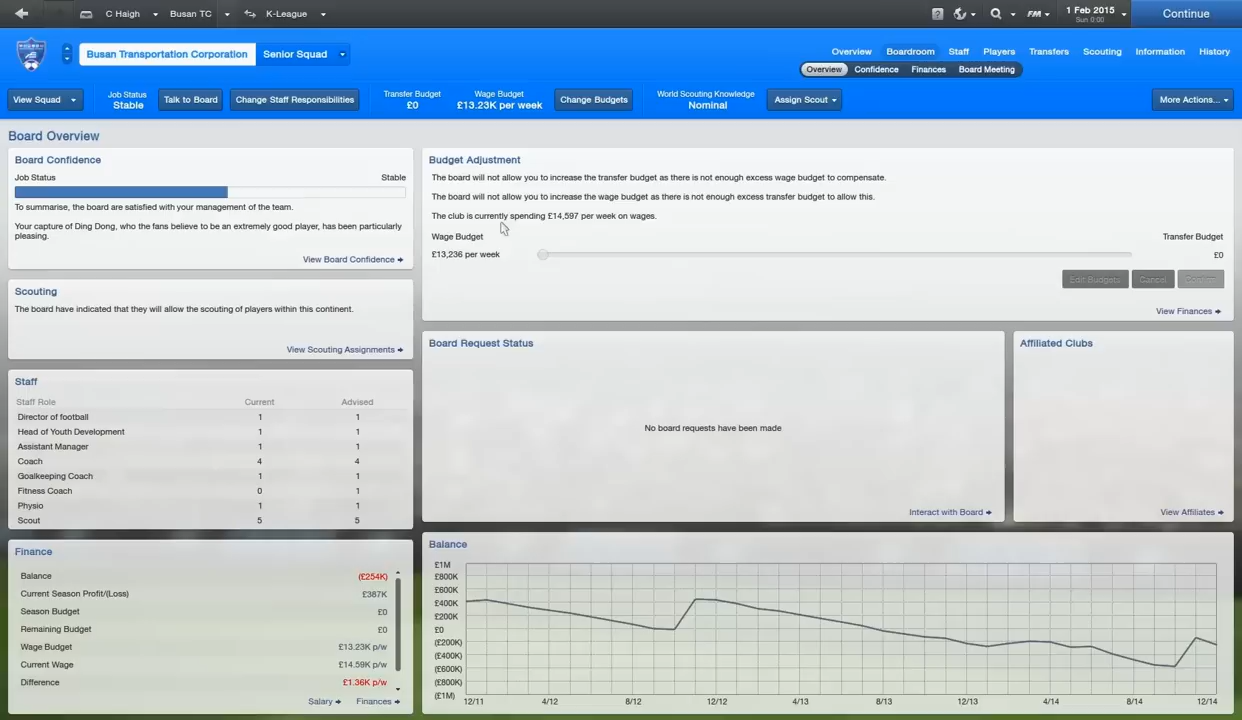 C Haigh
Busan TC
K-League
?
FM
1 Feb 2015
Sun 0:00
Continue
Busan Transportation Corporation
Senior Squad
Overview
Boardroom
Staff
Players
Transfers
Scouting
Information
History
Overview
Confidence
Finances
Board Meeting
View Squad
Job Status
Stable
Talk to Board
Change Staff Responsibilities
Transfer Budget
£0
Wage Budget
£13.23K per week
Change Budgets
World Scouting Knowledge
Nominal
Assign Scout
More Actions...
Board Overview
Board Confidence
Job Status
Stable
To summarise, the board are satisfied with your management of the team.
Your capture of Ding Dong, who the fans believe to be an extremely good player, has been particularly
pleasing.
View Board Confidence
Budget Adjustment
The board will not allow you to increase the transfer budget as there is not enough excess wage budget to compensate.
The board will not allow you to increase the wage budget as there is not enough excess transfer budget to allow this.
The club is currently spending £14,597 per week on wages.
Wage Budget
Transfer Budget
£13,236 per week
£0
Edit Budgets
Cancel
Confirm
View Finances
Scouting
The board have indicated that they will allow the scouting of players within this continent.
View Scouting Assignments
Board Request Status
No board requests have been made
Interact with Board
Affiliated Clubs
View Affiliates
Staff
Staff Role Current Advised
Director of football 1 1
Head of Youth Development 1 1
Assistant Manager 1 1
Coach 4 4
Goalkeeping Coach 1 1
Fitness Coach 0 1
Physio 1 1
Scout 5 5
Finance
Balance (£254K)
Current Season Profit/(Loss) £387K
Season Budget £0
Remaining Budget £0
Wage Budget £13.23K p/w
Current Wage £14.59K p/w
Difference £1.36K p/w
Salary
Finances
Balance
£1M
£800K
£600K
£400K
£200K
£0
(£200K)
(£400K)
(£600K)
(£800K)
(£1M)
12/11 4/12 8/12 12/12 4/13 8/13 12/13 4/14 8/14 12/14